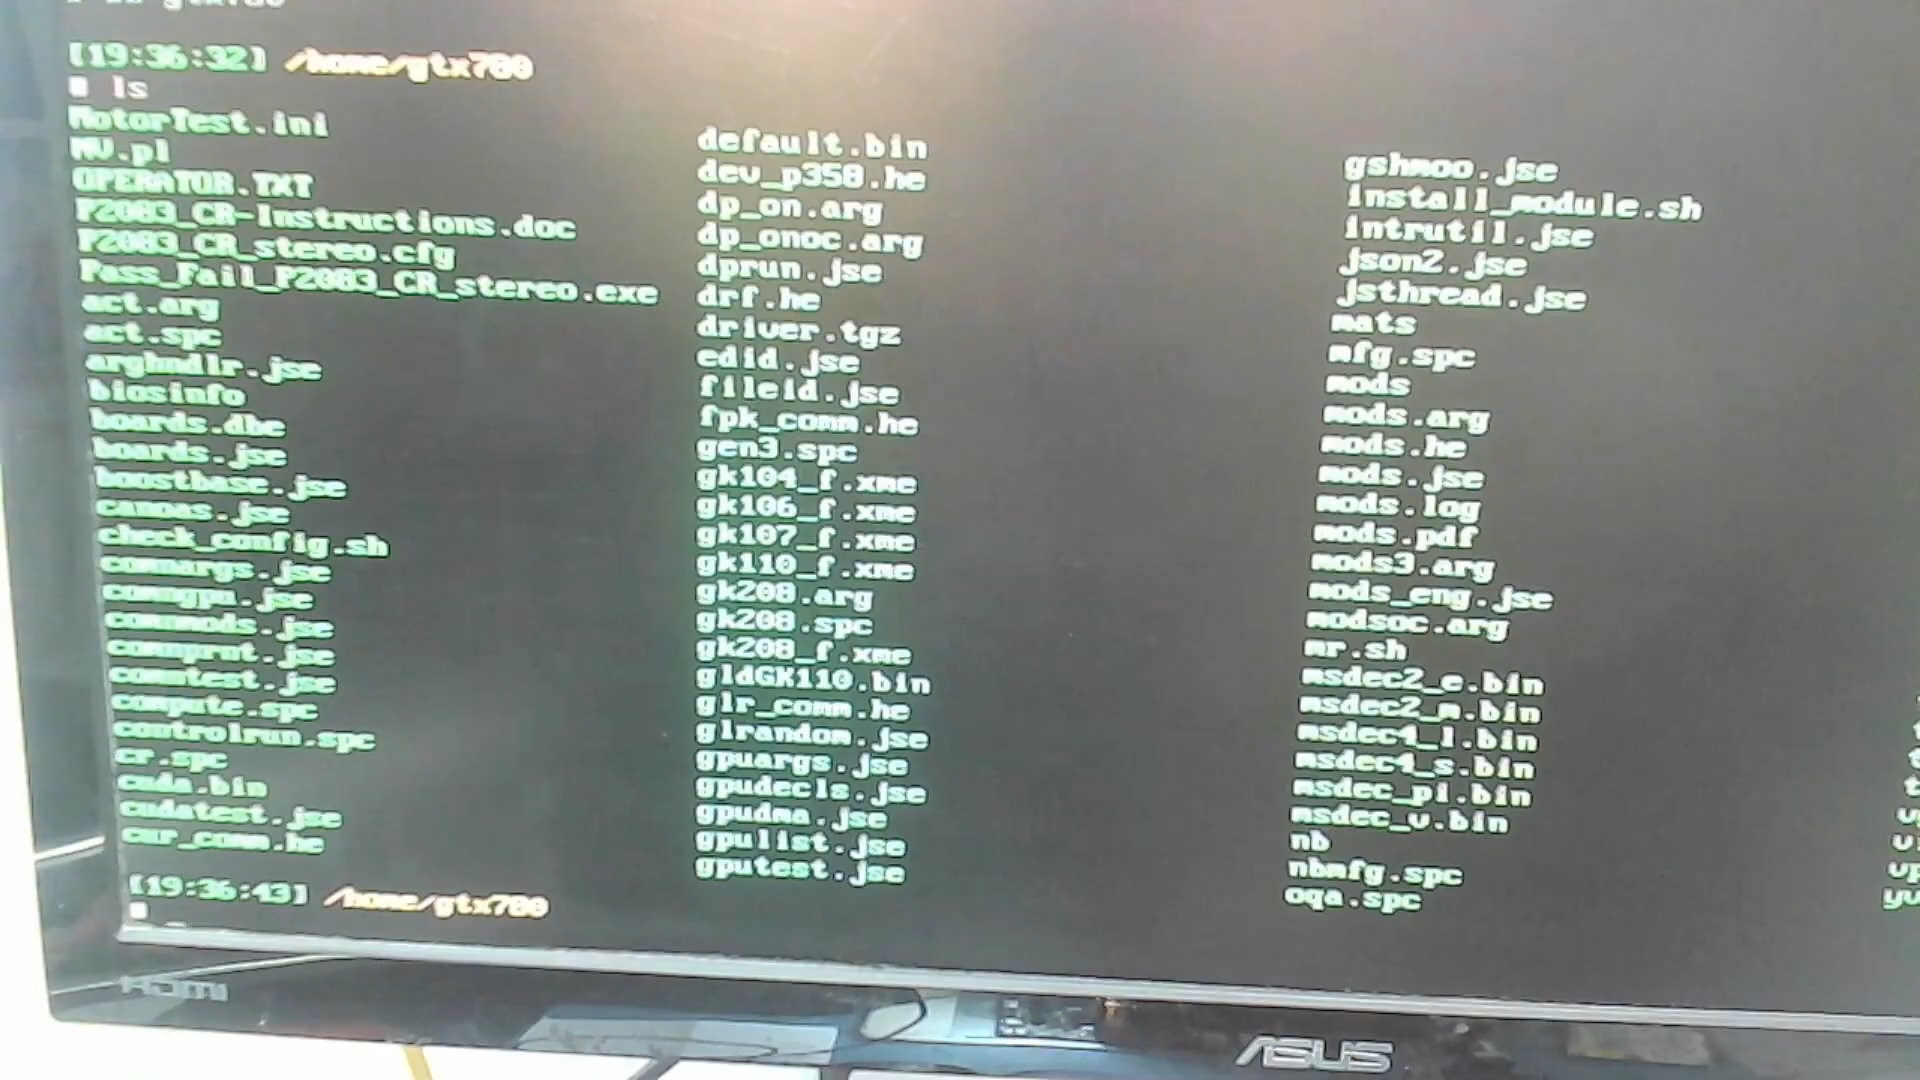 [19:36:32] /home/gtx780
# ls
MotorTest.ini
MV.pl
OPERATOR.TXT
P2083_CR-Instructions.doc
P2083_CR_stereo.cfg
Pass_Fail_P2083_CR_stereo.exe
act.arg
act.spc
arghndlr.jse
biosinfo
boards.dbe
boards.jse
boostbase.jse
canoas.jse
check_config.sh
commargs.jse
commgpu.jse
commmods.jse
commprnt.jse
commtest.jse
compute.spc
controlrun.spc
cr.spc
cuda.bin
cudatest.jse
cur_comm.he
default.bin
dev_p358.he
dp_on.arg
dp_onoc.arg
dprun.jse
drf.he
driver.tgz
edid.jse
fileid.jse
fpk_comm.he
gen3.spc
gk104_f.xme
gk106_f.xme
gk107_f.xme
gk110_f.xme
gk208.arg
gk208.spc
gk208_f.xme
gldGK110.bin
glr_comm.he
glrandom.jse
gpuargs.jse
gpudecls.jse
gpudma.jse
gpulist.jse
gputest.jse
gshmoo.jse
install_module.sh
intrutil.jse
json2.jse
jsthread.jse
mats
mfg.spc
mods
mods.arg
mods.he
mods.jse
mods.log
mods.pdf
mods3.arg
mods_eng.jse
modsoc.arg
mr.sh
msdec2_e.bin
msdec2_m.bin
msdec4_l.bin
msdec4_s.bin
msdec_pi.bin
msdec_v.bin
nb
nbmfg.spc
oqa.spc
[19:36:43] /home/gtx780
#
HDMI
ASUS